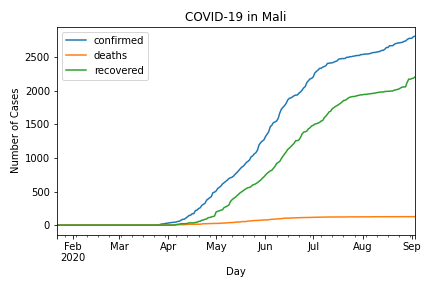 COVID-19 in Mali
confirmed
deaths
recovered
Number of Cases
2500
2000
1500
1000
500
0
Feb Mar Apr May Jun Jul Aug Sep
2020
Day